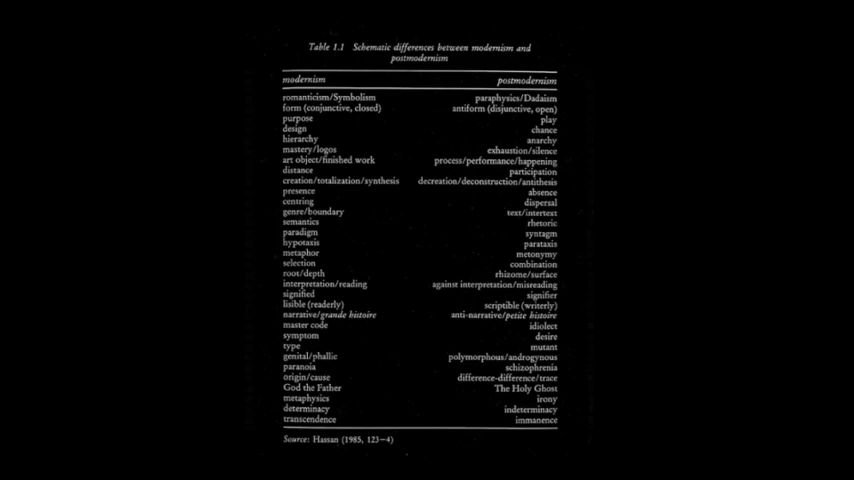 Table 1.1 Schematic differences between modernism and
postmodernism
modernism postmodernism
romanticism/Symbolism paraphysics/Dadaism
form (conjunctive, closed) antiform (disjunctive, open)
purpose play
design chance
hierarchy anarchy
mastery/logos exhaustion/silence
art object/finished work process/performance/happening
distance participation
creation/totalization/synthesis decreation/deconstruction/antithesis
presence absence
centring dispersal
genre/boundary text/intertext
semantics rhetoric
paradigm syntagm
hypotaxis parataxis
metaphor metonymy
selection combination
root/depth rhizome/surface
interpretation/reading against interpretation/misreading
signified signifier
lisible (readerly) scriptible (writerly)
narrative/grande histoire anti-narrative/petite histoire
master code idiolect
symptom desire
type mutant
genital/phallic polymorphous/androgynous
paranoia schizophrenia
origin/cause difference-difference/trace
God the Father The Holy Ghost
metaphysics irony
determinacy indeterminacy
transcendence immanence
Source: Hassan (1985, 123–4)